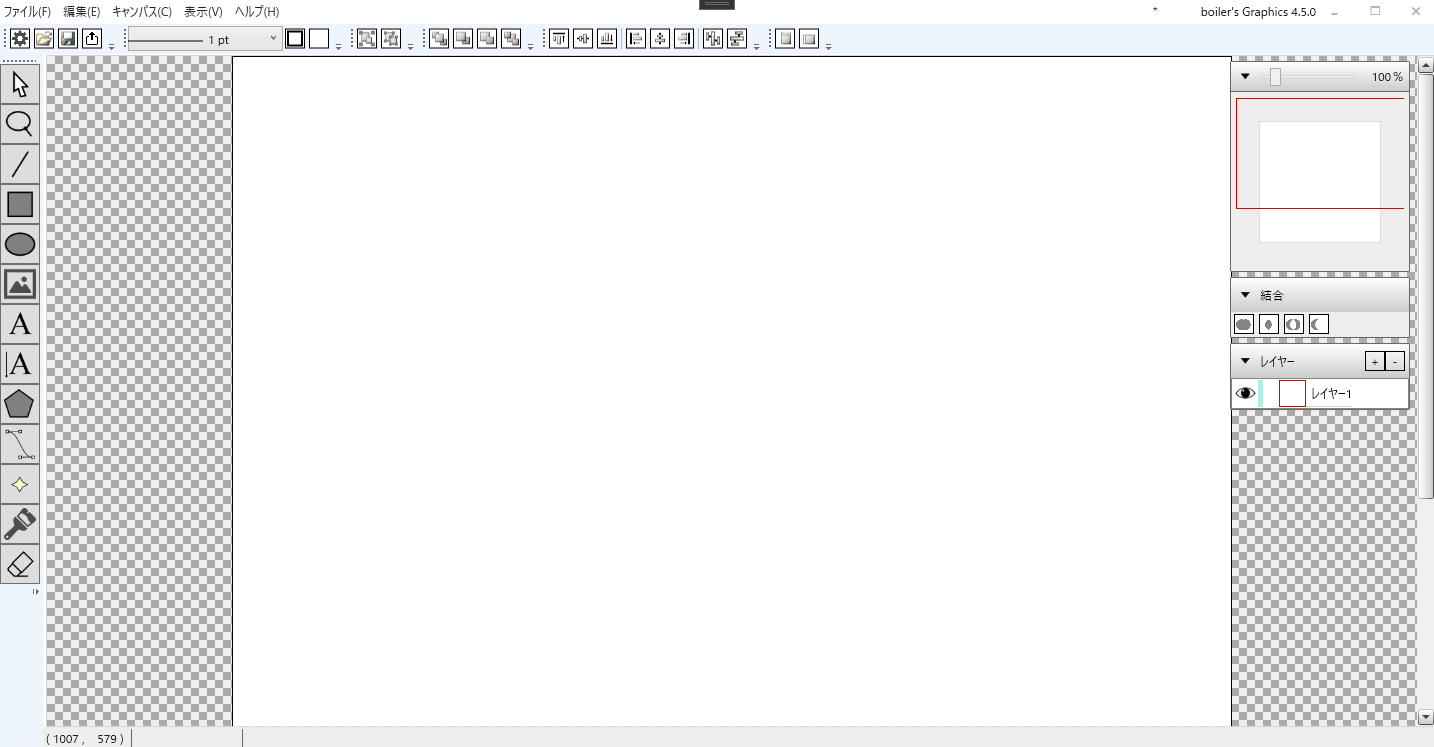 ファイル(F) 編集(E) キャンバス(C) 表示(V) ヘルプ(H) * boiler's Graphics 4.5.0
1 pt
100 %
A
A
結合
レイヤー + -
レイヤー1
( 1007 , 579 )